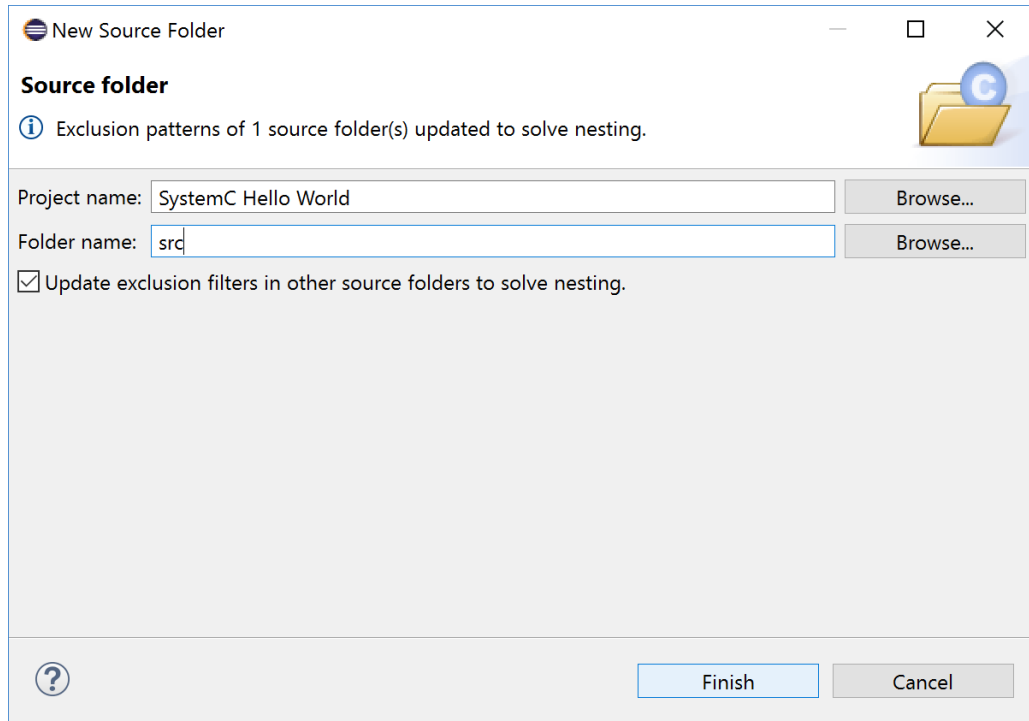 New Source Folder
Source folder
Exclusion patterns of 1 source folder(s) updated to solve nesting.
C
Project name: SystemC Hello World Browse...
Folder name: src Browse...
Update exclusion filters in other source folders to solve nesting.
? Finish Cancel